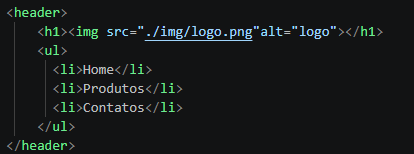 <header>
<h1><img src="./img/logo.png"alt="logo"></h1>
<ul>
<li>Home</li>
<li>Produtos</li>
<li>Contatos</li>
</ul>
</header>